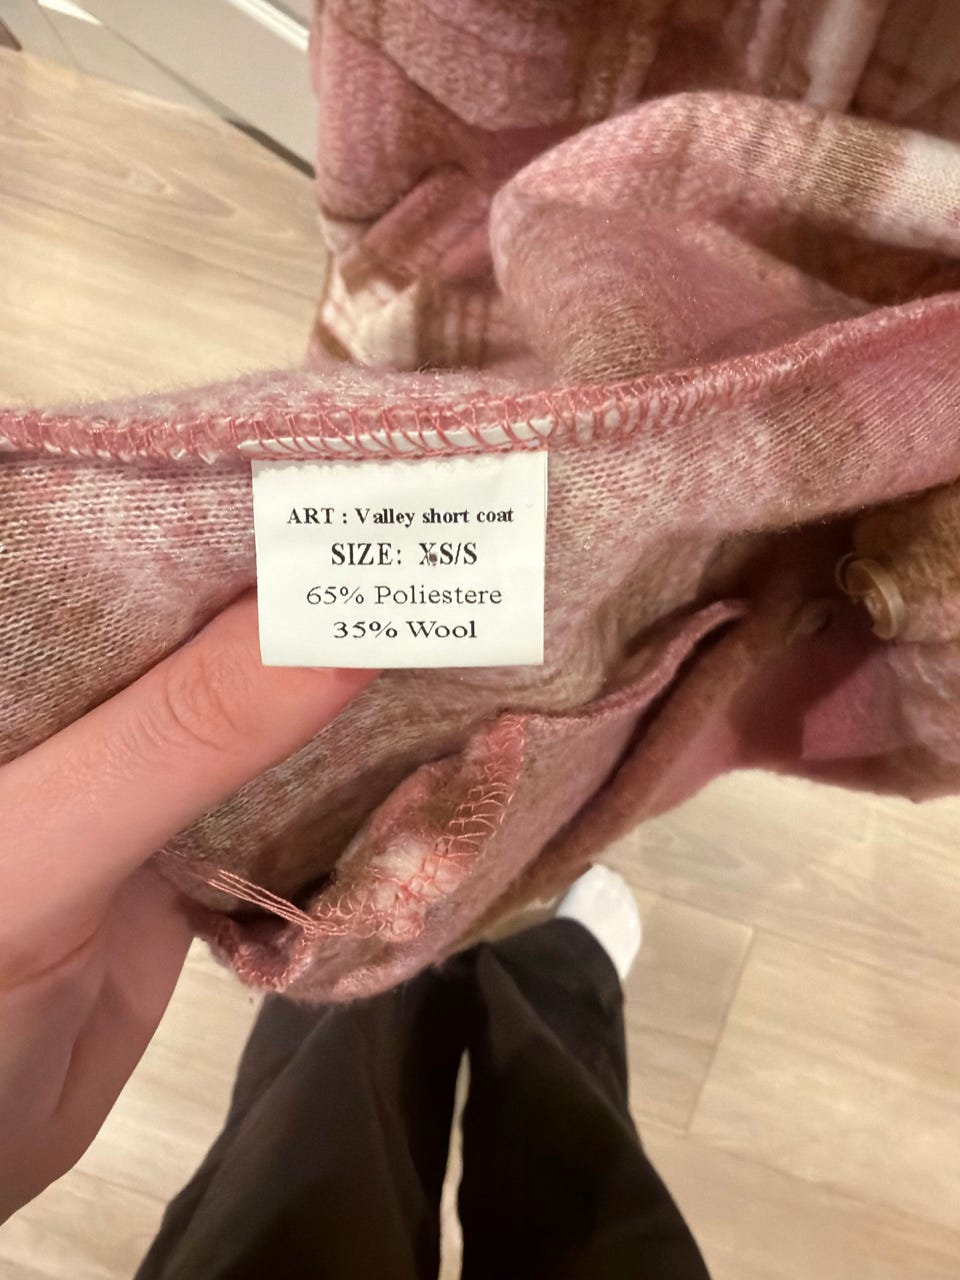 ART : Valley short coat
SIZE: XS/S
65% Poliestere
35% Wool